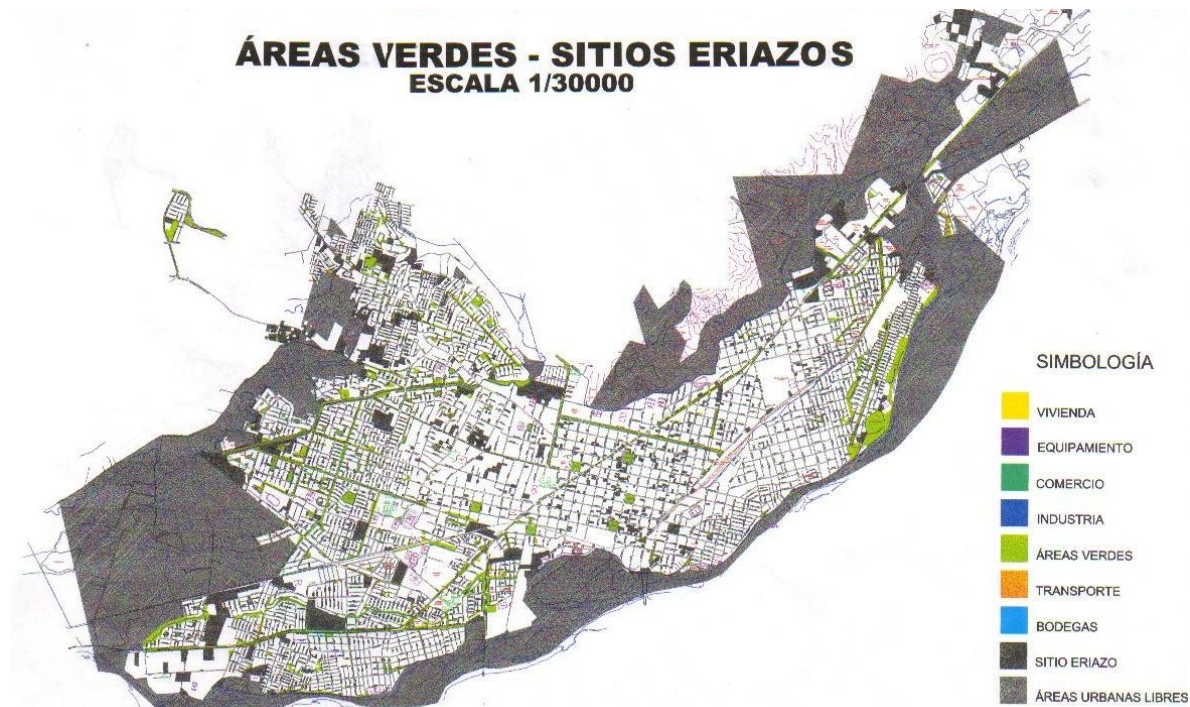 ÁREAS VERDES - SITIOS ERIAZOS
ESCALA 1/30000
SIMBOLOGÍA
VIVIENDA
EQUIPAMIENTO
COMERCIO
INDUSTRIA
ÁREAS VERDES
TRANSPORTE
BODEGAS
SITIO ERIAZO
ÁREAS URBANAS LIBRES